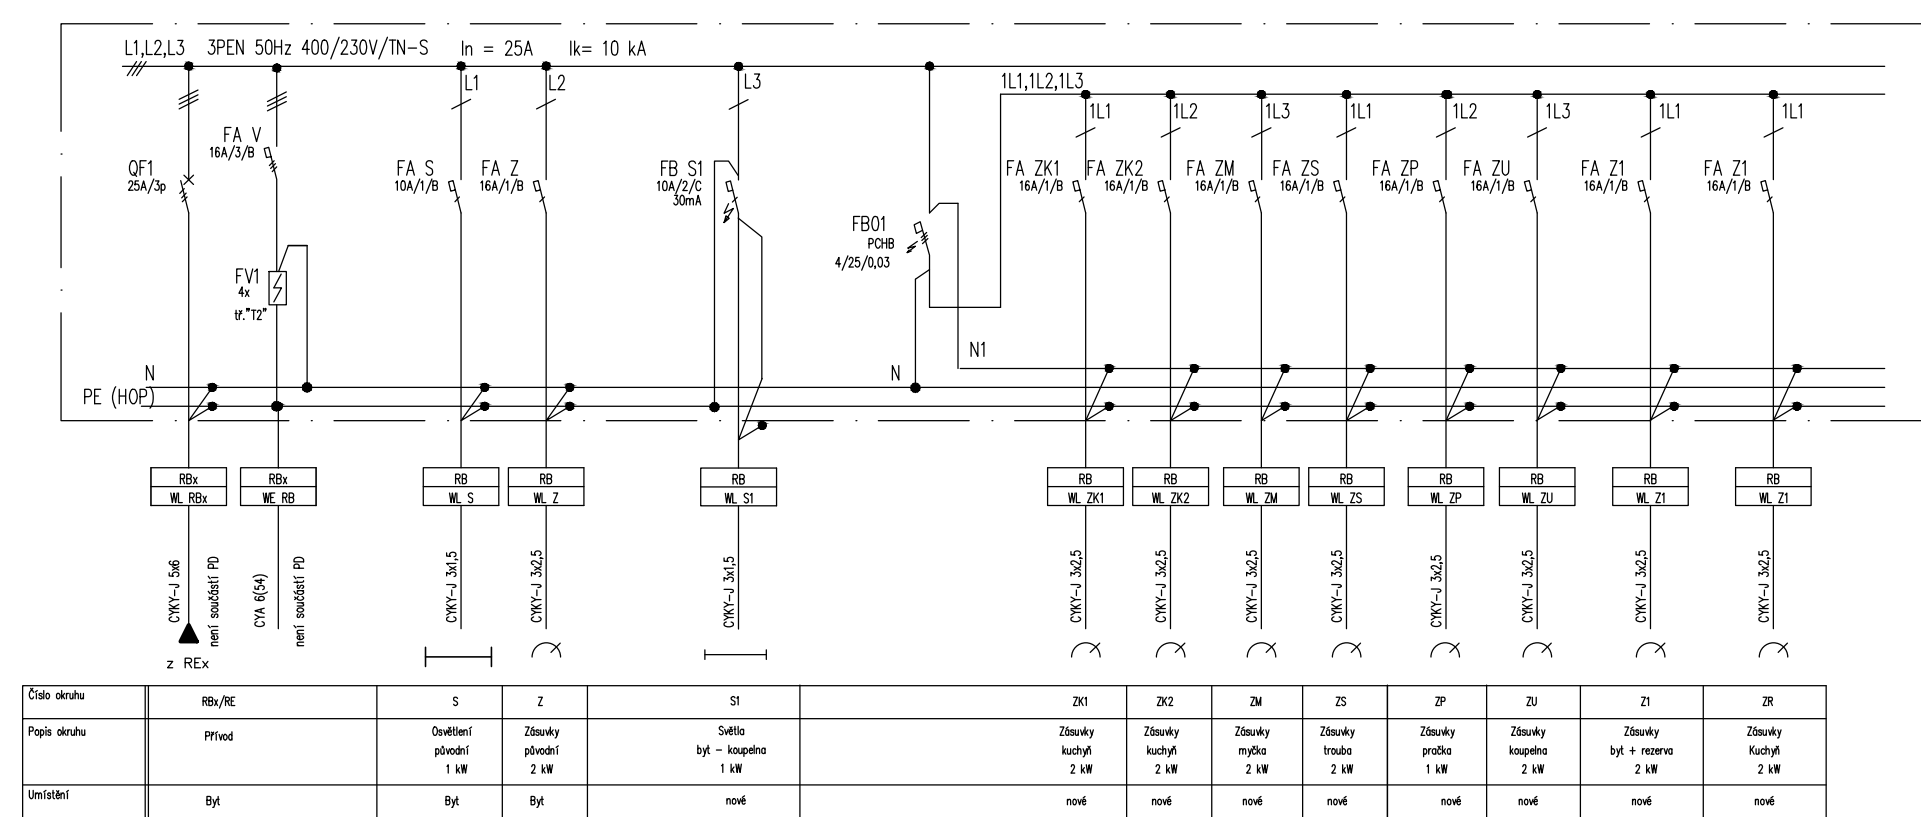 L1,L2,L3 3PEN 50Hz 400/230V/TN-S In = 25A Ik= 10 kA
L1
L2
L3
1L1,1L2,1L3
1L1
1L2
1L3
1L1
1L2
1L3
1L1
1L1
QF1
25A/3p
FA V
16A/3/B
FV1
4x
tř."T2"
FA S
10A/1/B
FA Z
16A/1/B
FB S1
10A/2/C
30mA
FB01
PCHB
4/25/0,03
FA ZK1
16A/1/B
FA ZK2
16A/1/B
FA ZM
16A/1/B
FA ZS
16A/1/B
FA ZP
16A/1/B
FA ZU
16A/1/B
FA Z1
16A/1/B
FA Z1
16A/1/B
N1
N
N
PE (HOP)
RBx
WL RBx
RBx
WE RB
RB
WL S
RB
WL Z
RB
WL S1
RB
WL ZK1
RB
WL ZK2
RB
WL ZM
RB
WL ZS
RB
WL ZP
RB
WL ZU
RB
WL Z1
RB
WL Z1
CYKY-J 5x6
není součástí PD
CYA 6(54)
není součástí PD
CYKY-J 3x1,5
CYKY-J 3x2,5
CYKY-J 3x1,5
CYKY-J 3x2,5
CYKY-J 3x2,5
CYKY-J 3x2,5
CYKY-J 3x2,5
CYKY-J 3x2,5
CYKY-J 3x2,5
CYKY-J 3x2,5
CYKY-J 3x2,5
z REx
Číslo okruhu RBx/RE S Z S1 ZK1 ZK2 ZM ZS ZP ZU Z1 ZR
Popis okruhu Přívod Osvětlení Zásuvky Světla Zásuvky Zásuvky Zásuvky Zásuvky Zásuvky Zásuvky Zásuvky Zásuvky
původní původní byt - koupelna kuchyň kuchyň myčka trouba pračka koupelna byt + rezerva Kuchyň
1 kW 2 kW 1 kW 2 kW 2 kW 2 kW 2 kW 1 kW 2 kW 2 kW 2 kW
Umístění Byt Byt Byt nové nové nové nové nové nové nové nové nové